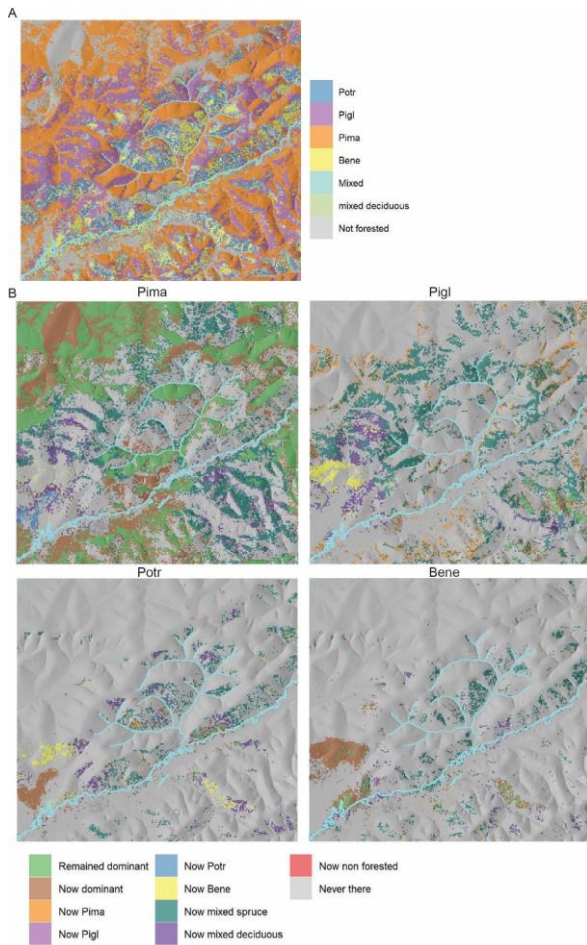 A
Potr
Pigl
Pima
Bene
Mixed
mixed deciduous
Not forested
B
Pima
Pigl
Potr
Bene
Remained dominant
Now dominant
Now Pima
Now Pigl
Now Potr
Now Bene
Now mixed spruce
Now mixed deciduous
Now non forested
Never there